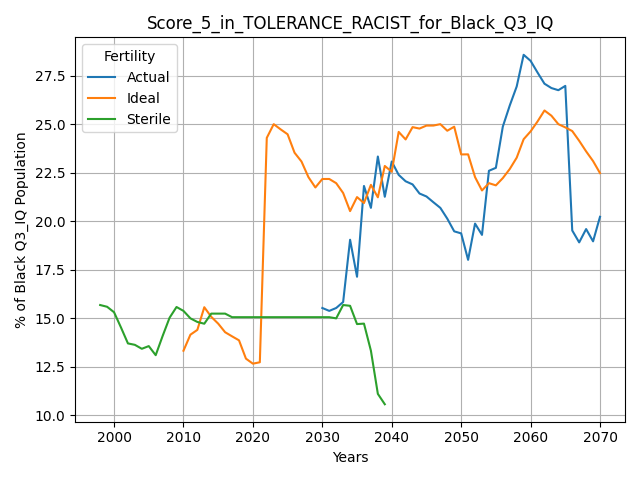 Score_5_in_TOLERANCE_RACIST_for_Black_Q3_IQ
Fertility
Actual
Ideal
Sterile
% of Black Q3_IQ Population
27.5
25.0
22.5
20.0
17.5
15.0
12.5
10.0
2000 2010 2020 2030 2040 2050 2060 2070
Years